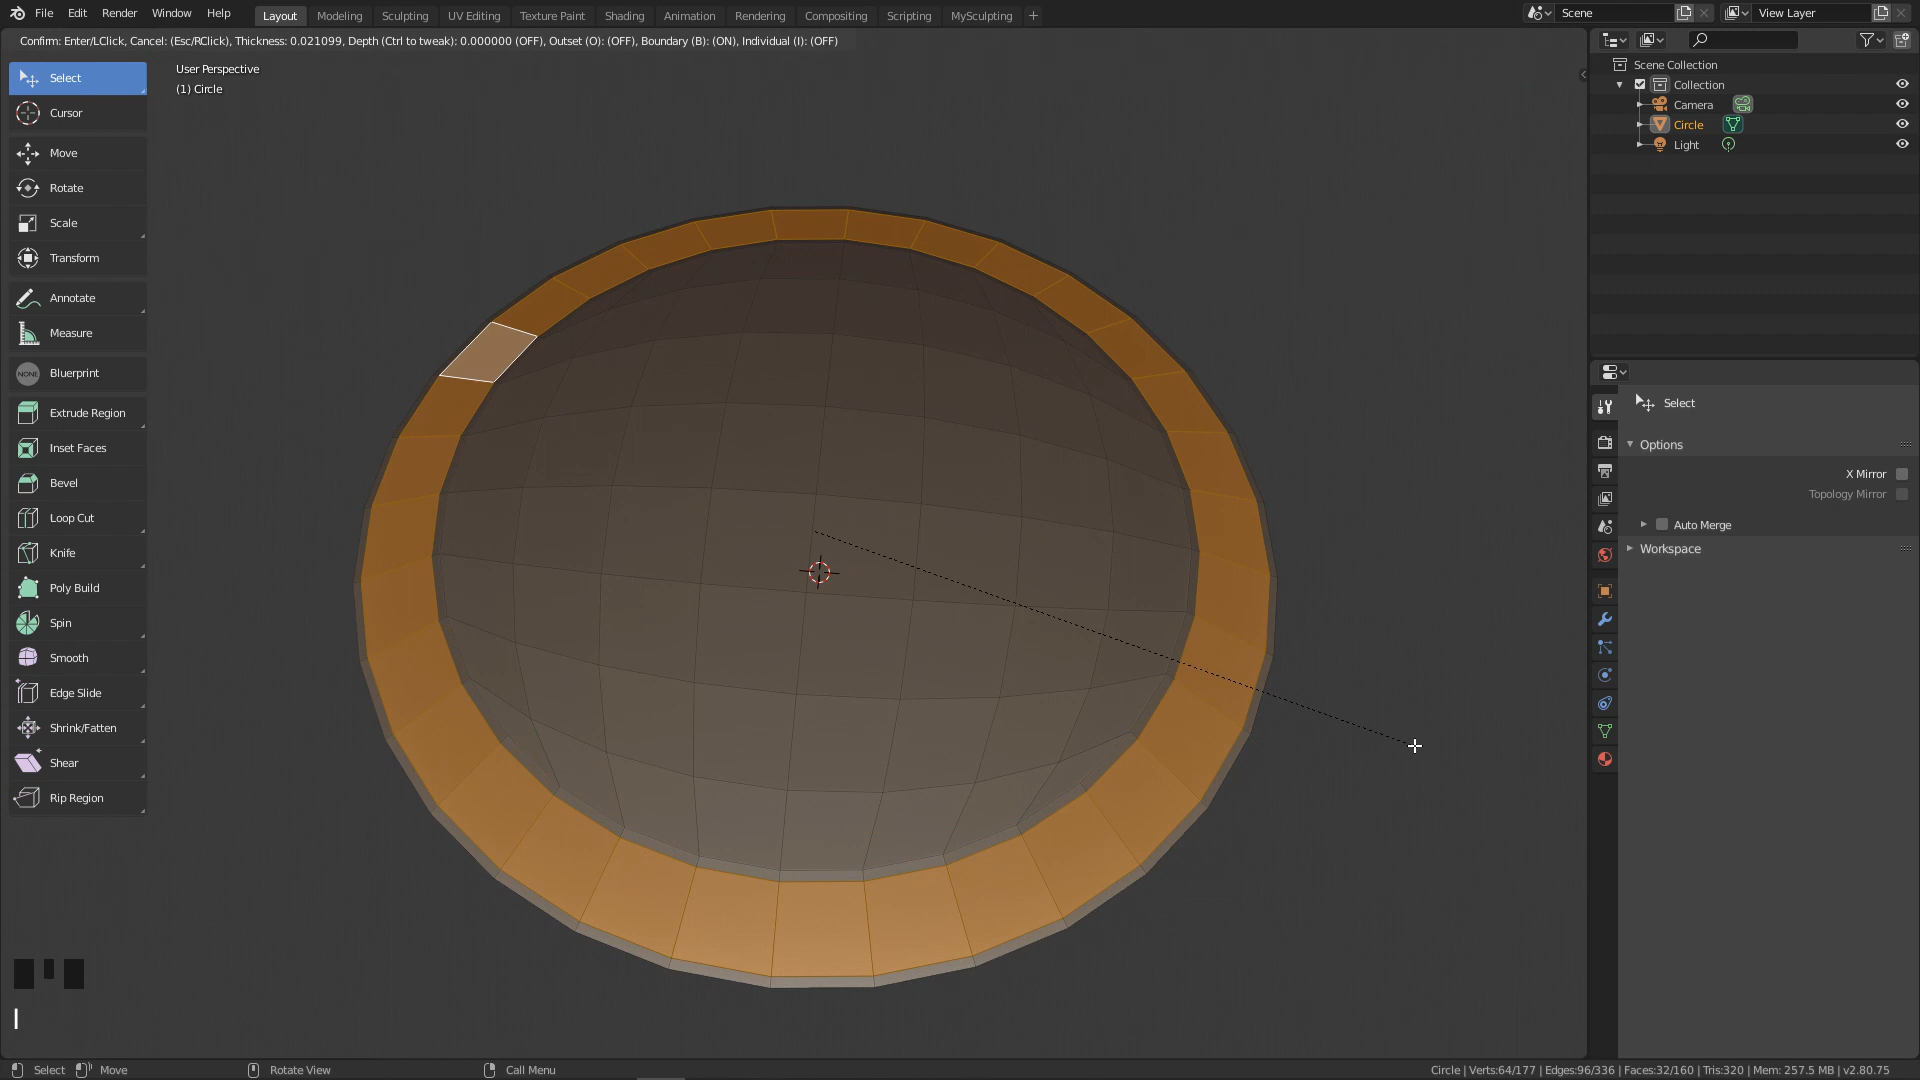 File Edit Render Window Help Layout Modeling Sculpting UV Editing Texture Paint Shading Animation Rendering Compositing Scripting MySculpting + Scene View Layer
Confirm: Enter/LClick, Cancel: (Esc/RClick), Thickness: 0.021099, Depth (Ctrl to tweak): 0.000000 (OFF), Outset (O): (OFF), Boundary (B): (ON), Individual (I): (OFF)
User Perspective
(1) Circle
Select
Cursor
Move
Rotate
Scale
Transform
Annotate
Measure
NONE Bluerprint
Extrude Region
Inset Faces
Bevel
Loop Cut
Knife
Poly Build
Spin
Smooth
Edge Slide
Shrink/Fatten
Shear
Rip Region
I
Scene Collection
Collection
Camera
Circle
Light
Select
Options
X Mirror
Topology Mirror
Auto Merge
Workspace
Select Move Rotate View Call Menu Circle | Verts:64/177 | Edges:96/336 | Faces:32/160 | Tris:320 | Mem: 257.5 MB | v2.80.75